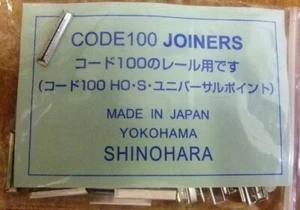 CODE100 JOINERS
コード100のレール用です
(コード100 HO・S・ユニバーサルポイント)
MADE IN JAPAN
YOKOHAMA
SHINOHARA